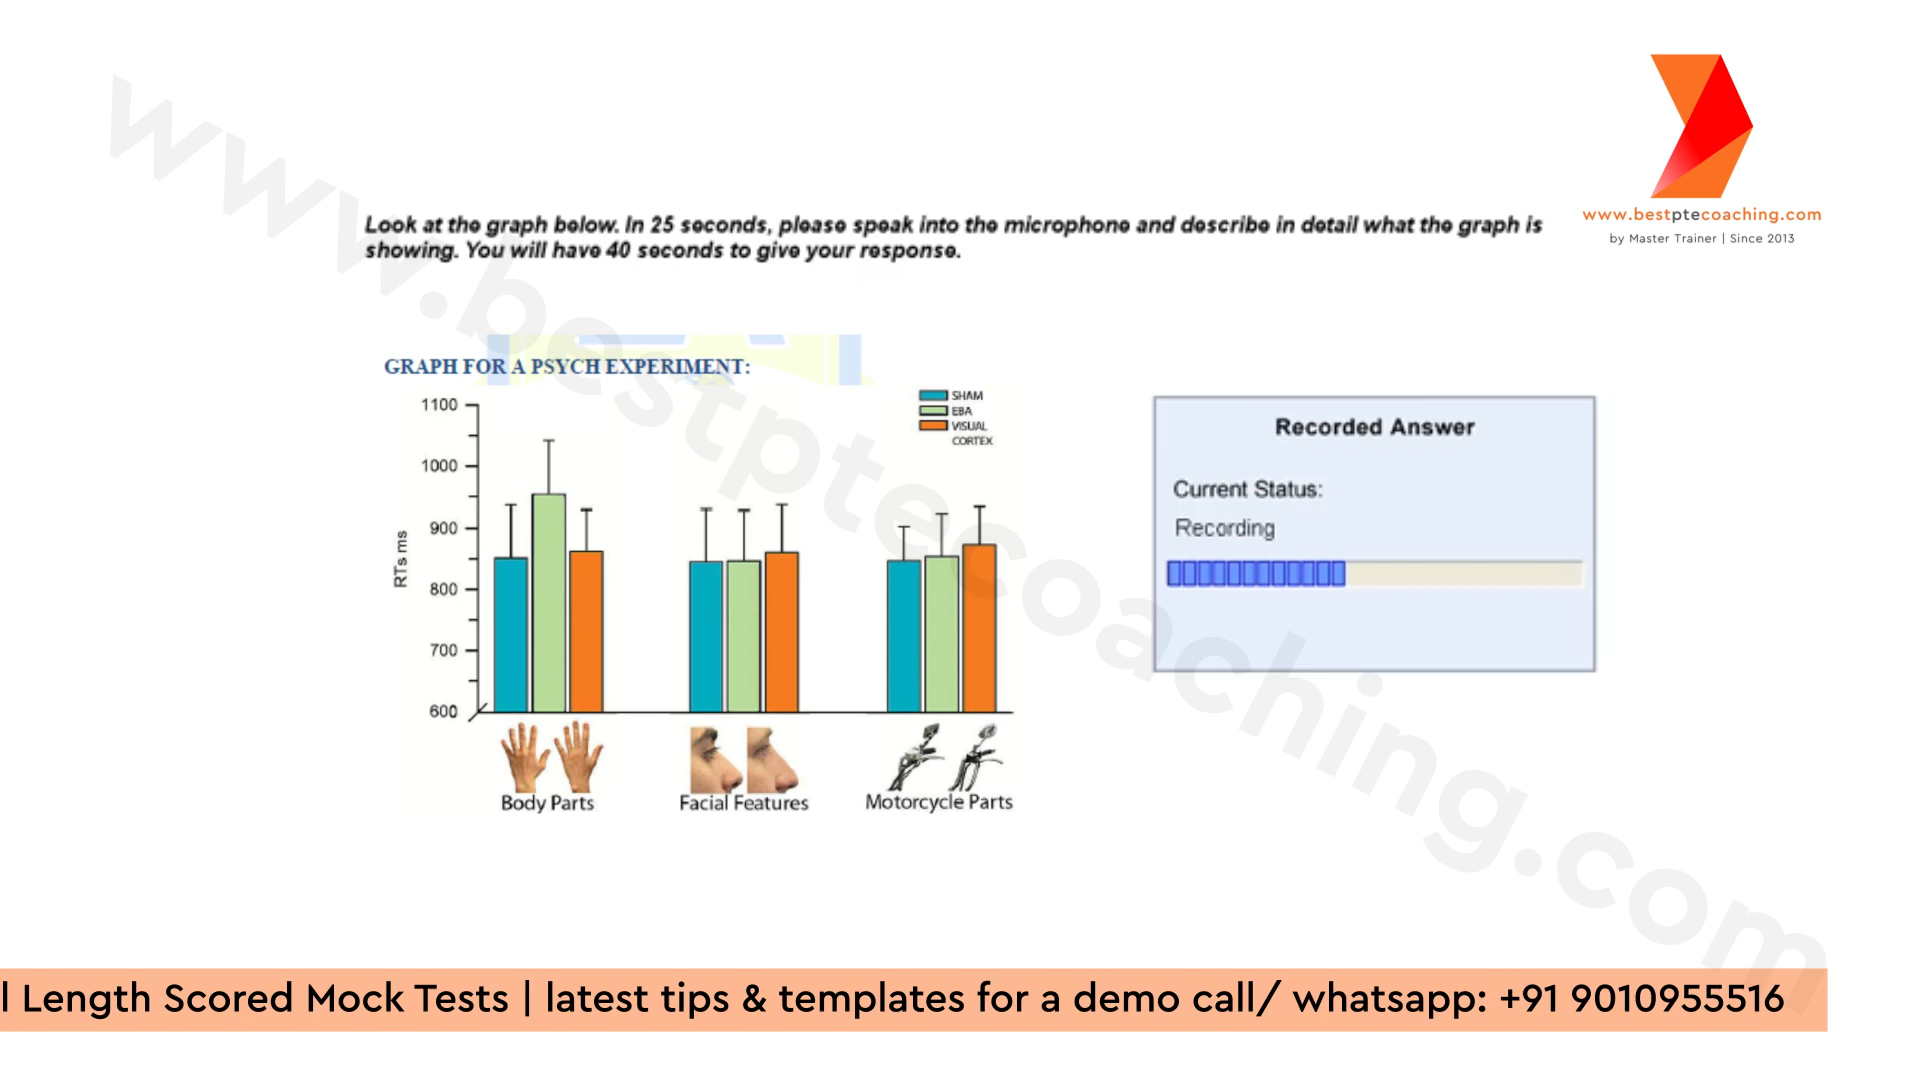 www.bestptecoaching.com
by Master Trainer | Since 2013
Look at the graph below. In 25 seconds, please speak into the microphone and describe in detail what the graph is
showing. You will have 40 seconds to give your response.
GRAPH FOR A PSYCH EXPERIMENT:
SHAM
EBA
VISUAL
CORTEX
1100
1000
900
800
700
600
RTs ms
Body Parts
Facial Features
Motorcycle Parts
Recorded Answer
Current Status:
Recording
www.bestptecoaching.com
l Length Scored Mock Tests | latest tips & templates for a demo call/ whatsapp: +91 9010955516